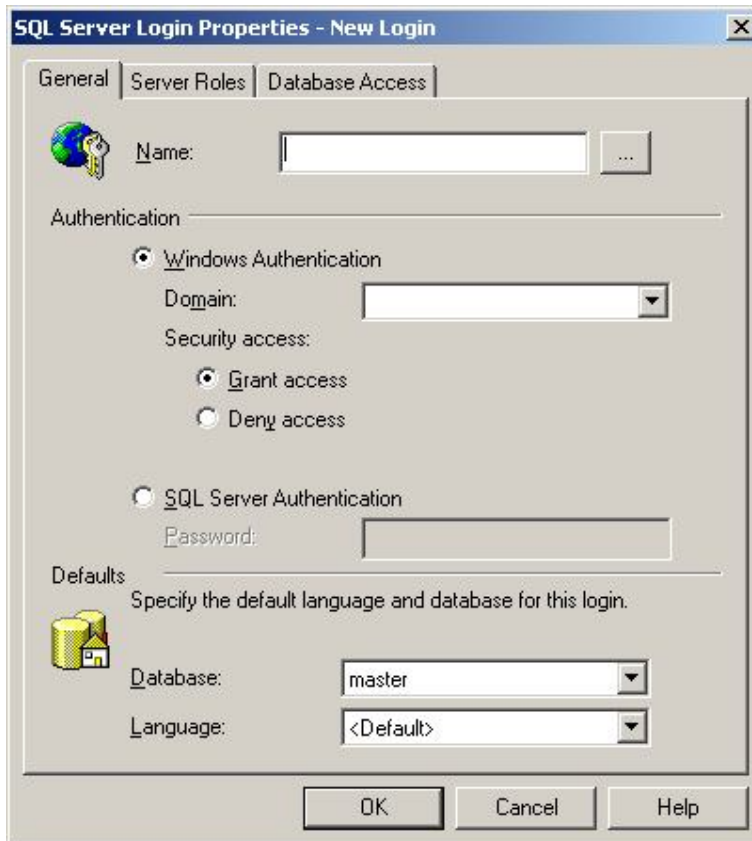 SQL Server Login Properties - New Login
General Server Roles Database Access
Name: ...
Authentication
Windows Authentication
Domain:
Security access:
Grant access
Deny access
SQL Server Authentication
Password:
Defaults
Specify the default language and database for this login.
Database: master
Language: <Default>
OK Cancel Help